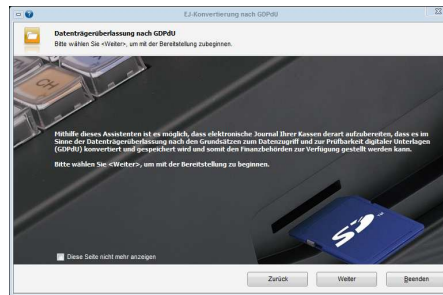 EJ-Konvertierung nach GDPdU
Datenträgerüberlassung nach GDPdU
Bitte wählen Sie <Weiter>, um mit der Bereitstellung zubeginnen.
CH
Mithilfe dieses Assistenten ist es möglich, dass elektronische Journal Ihrer Kassen derart aufzubereiten, dass es im
Sinne der Datenträgerüberlassung nach den Grundsätzen zum Datenzugriff und zur Prüfbarkeit digitaler Unterlagen
(GDPdU) konvertiert und gespeichert wird und somit den Finanzbehörden zur Verfügung gestellt werden kann.
Bitte wählen Sie <Weiter>, um mit der Bereitstellung zu beginnen.
SD
Diese Seite nicht mehr anzeigen
Zurück
Weiter
Beenden